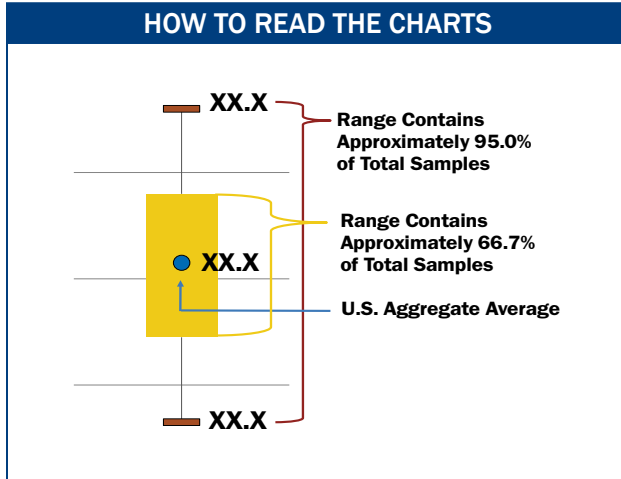 HOW TO READ THE CHARTS
XX.X
Range Contains
Approximately 95.0%
of Total Samples
Range Contains
Approximately 66.7%
of Total Samples
XX.X
U.S. Aggregate Average
XX.X